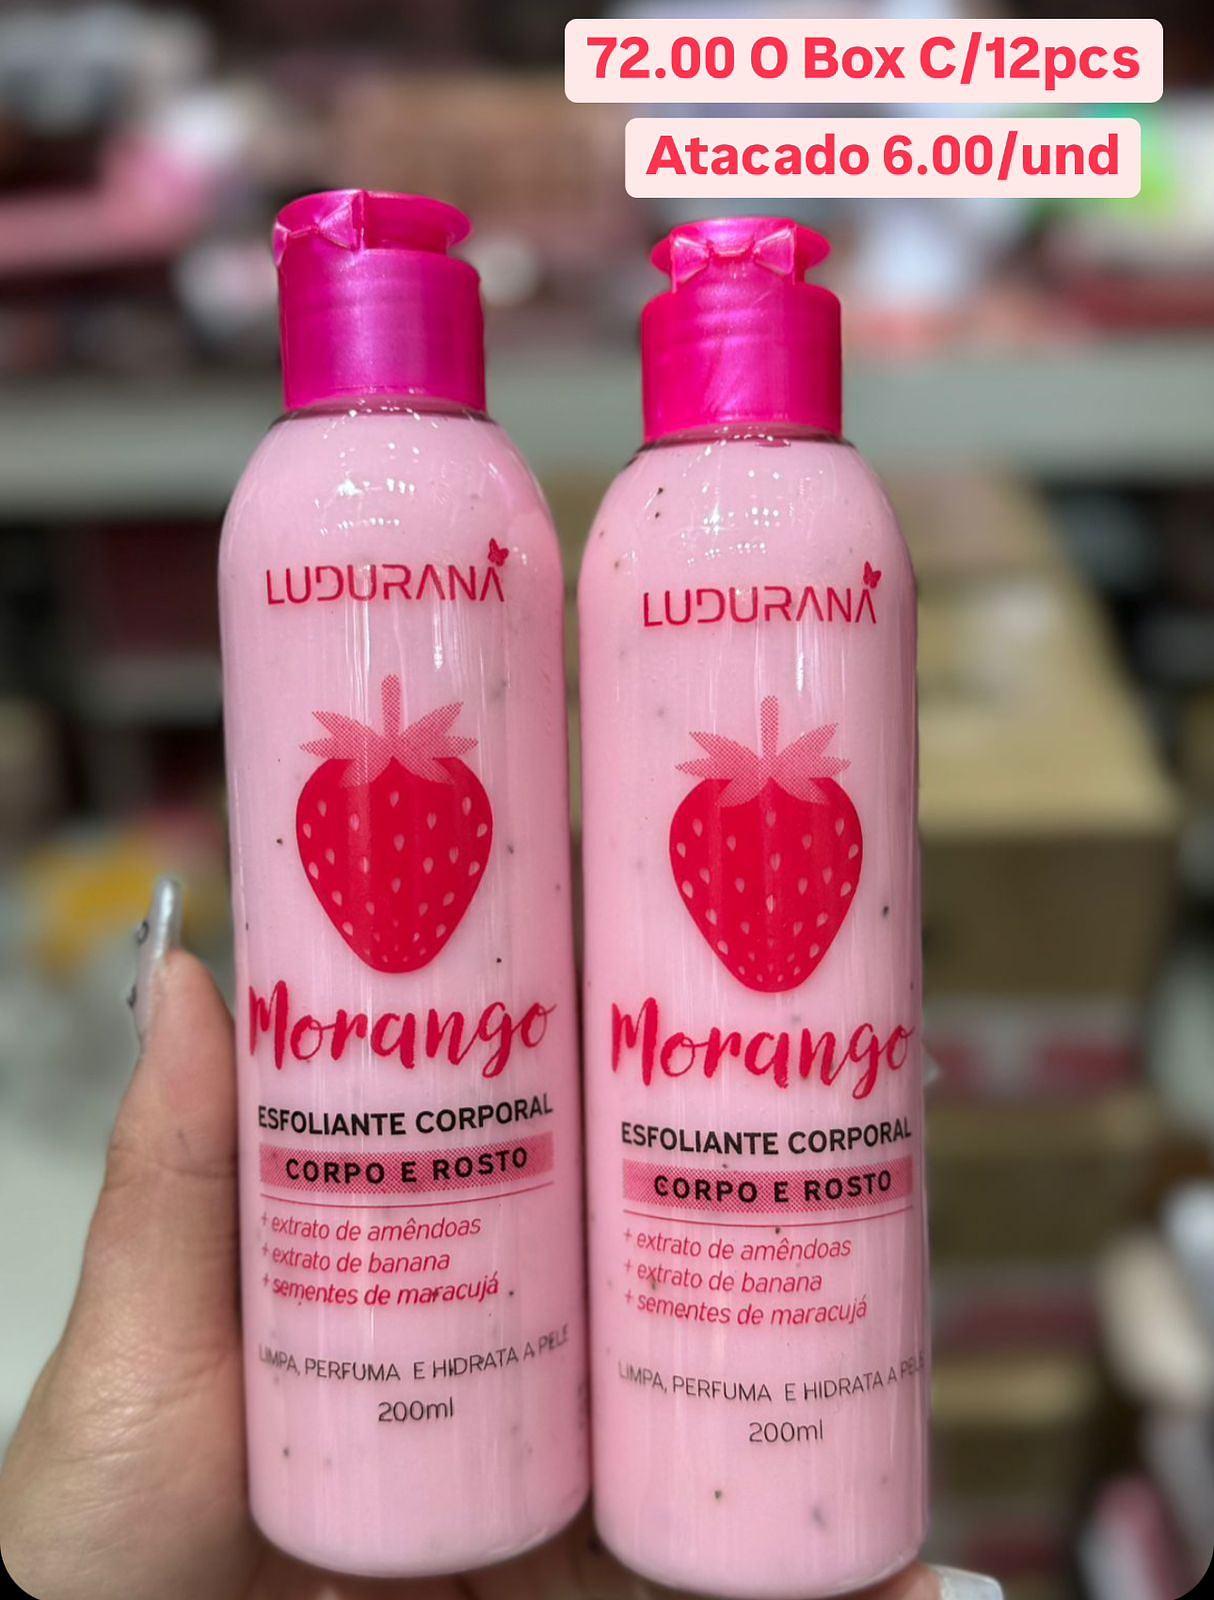 72.00 O Box C/12pcs
Atacado 6.00/und
LUDURANA
Morango
ESFOLIANTE CORPORAL
CORPO E ROSTO
+ extrato de amêndoas
+ extrato de banana
+ sementes de maracujá
LIMPA, PERFUMA E HIDRATA A PELE
200ml
LUDURANA
Morango
ESFOLIANTE CORPORAL
CORPO E ROSTO
+ extrato de amêndoas
+ extrato de banana
+ sementes de maracujá
LIMPA, PERFUMA E HIDRATA A PELE
200ml